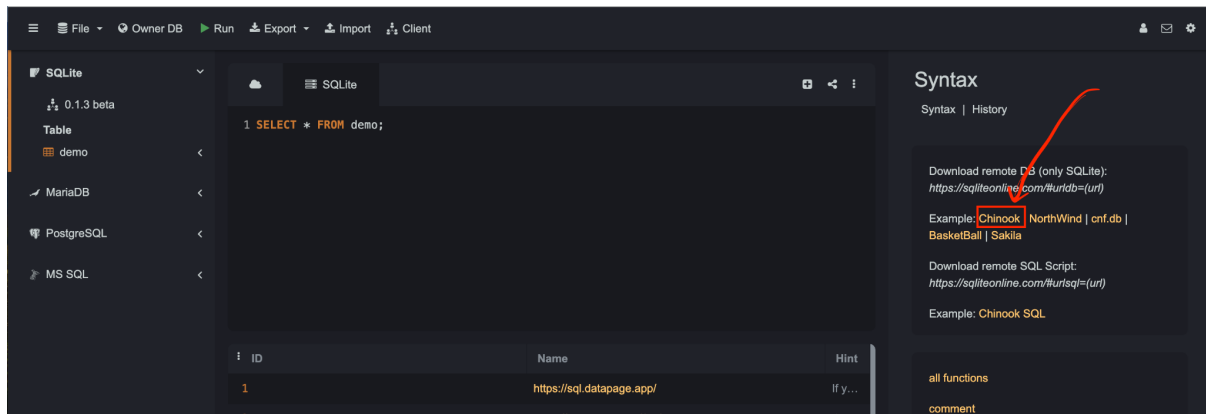 File Owner DB Run Export Import Client
SQLite
0.1.3 beta
Table
demo
MariaDB
PostgreSQL
MS SQL
SQLite
1 SELECT * FROM demo;
ID Name Hint
1 https://sql.datapage.app/ If y…
Syntax
Syntax | History
Download remote DB (only SQLite):
https://sqliteonline.com/#urldb=(url)
Example: Chinook NorthWind | cnf.db |
BasketBall | Sakila
Download remote SQL Script:
https://sqliteonline.com/#urlsql=(url)
Example: Chinook SQL
all functions
comment